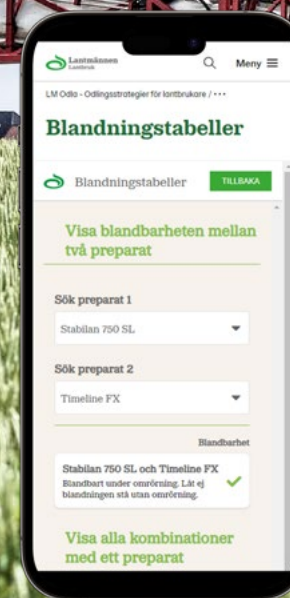 Lantmännen
Lantbruk
Meny
LM Odla - Odlingsstrategier för lantbrukare / ···
Blandningstabeller
Blandningstabeller
TILLBAKA
Visa blandbarheten mellan
två preparat
Sök preparat 1
Stabilan 750 SL
Sök preparat 2
Timeline FX
Blandbarhet
Stabilan 750 SL och Timeline FX
Blandbart under omrörning. Låt ej
blandningen stå utan omrörning.
Visa alla kombinationer
med ett preparat